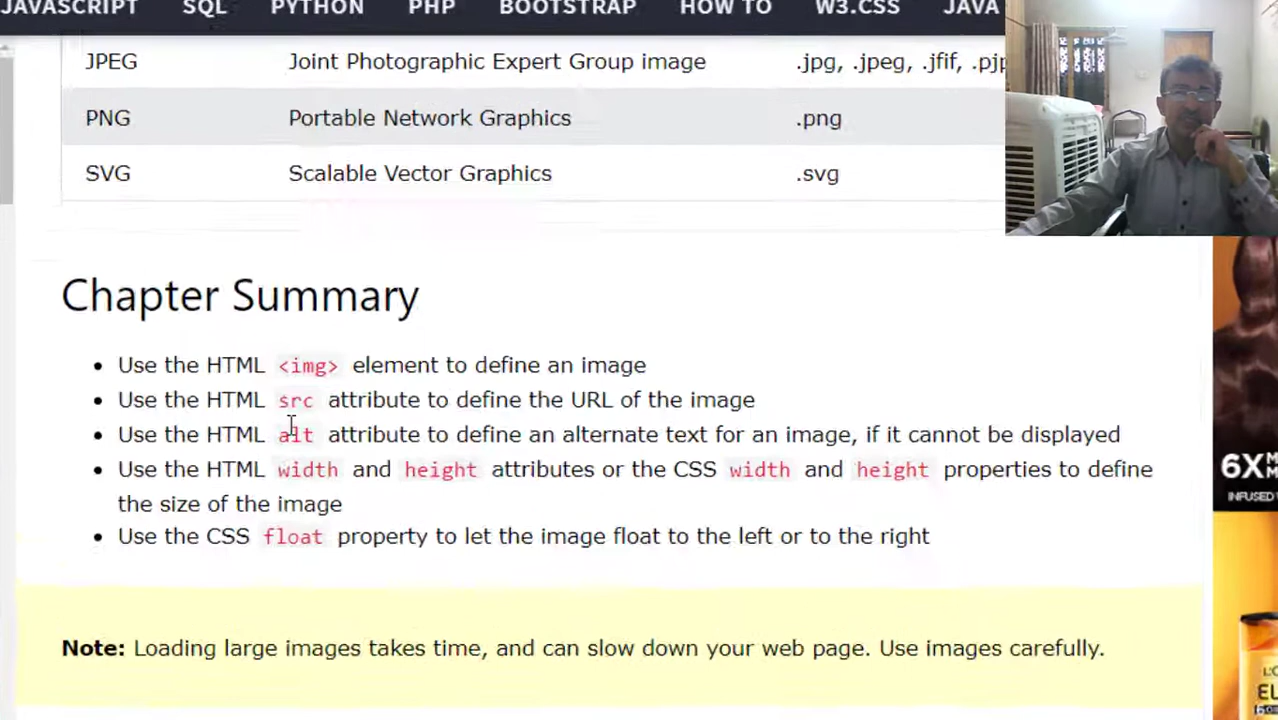 JAVASCRIPT SQL PYTHON PHP BOOTSTRAP HOW TO W3.CSS JAVA
JPEG Joint Photographic Expert Group image .jpg, .jpeg, .jfif, .pjp
PNG Portable Network Graphics .png
SVG Scalable Vector Graphics .svg
Chapter Summary
• Use the HTML <img> element to define an image
• Use the HTML src attribute to define the URL of the image
• Use the HTML alt attribute to define an alternate text for an image, if it cannot be displayed
• Use the HTML width and height attributes or the CSS width and height properties to define
the size of the image
• Use the CSS float property to let the image float to the left or to the right
Note: Loading large images takes time, and can slow down your web page. Use images carefully.
6X
INFUSED
EL